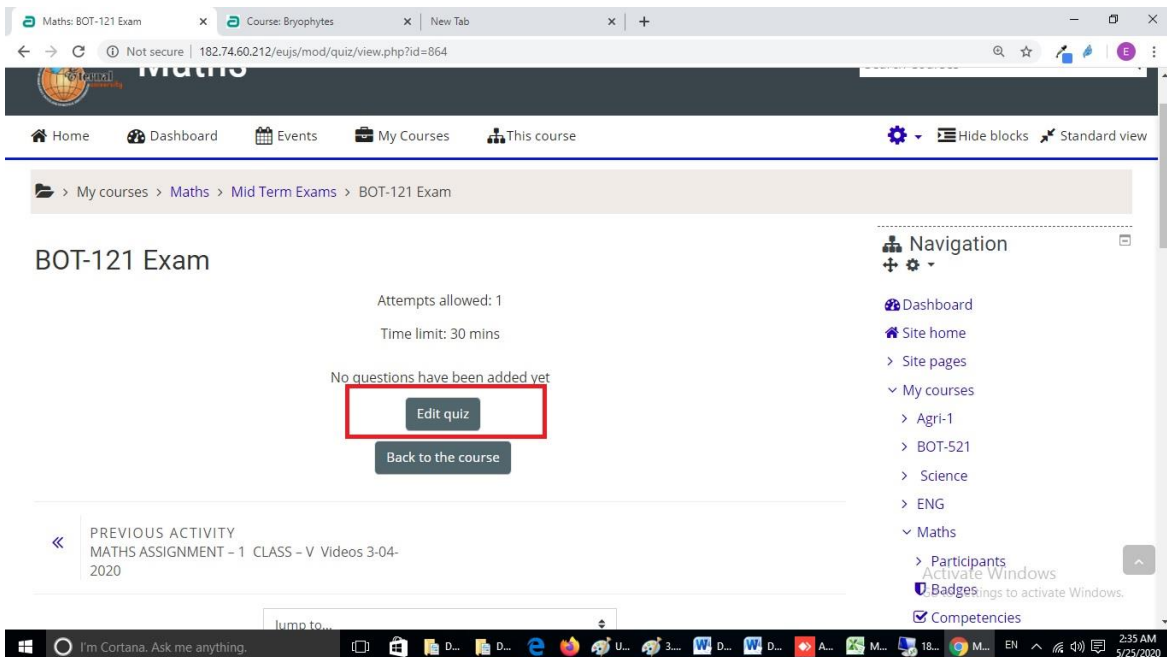 Maths: BOT-121 Exam
Course: Bryophytes
New Tab
Not secure | 182.74.60.212/eujs/mod/quiz/view.php?id=864
E
Eternal
Maths
Home Dashboard Events My Courses This course
Hide blocks Standard view
> My courses > Maths > Mid Term Exams > BOT-121 Exam
BOT-121 Exam
Attempts allowed: 1
Time limit: 30 mins
No questions have been added yet
Edit quiz
Back to the course
PREVIOUS ACTIVITY
MATHS ASSIGNMENT – 1 CLASS – V Videos 3-04-
2020
Jump to...
Navigation
Dashboard
Site home
> Site pages
My courses
> Agri-1
> BOT-521
> Science
> ENG
Maths
> Participants
Activate Windows
Badges
settings to activate Windows.
Competencies
I'm Cortana. Ask me anything.
D... D... U... 3... D... D... A... M... 18... M... EN
2:35 AM
5/25/2020